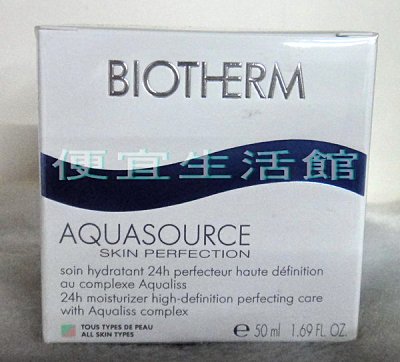 BIOTHERM
便宜生活館
AQUASOURCE
SKIN PERFECTION
soin hydratant 24h perfecteur haute définition
au complexe Aqualiss
24h moisturizer high-definition perfecting care
with Aqualiss complex
TOUS TYPES DE PEAU
ALL SKIN TYPES
℮ 50 ml 1.69 FL. OZ.